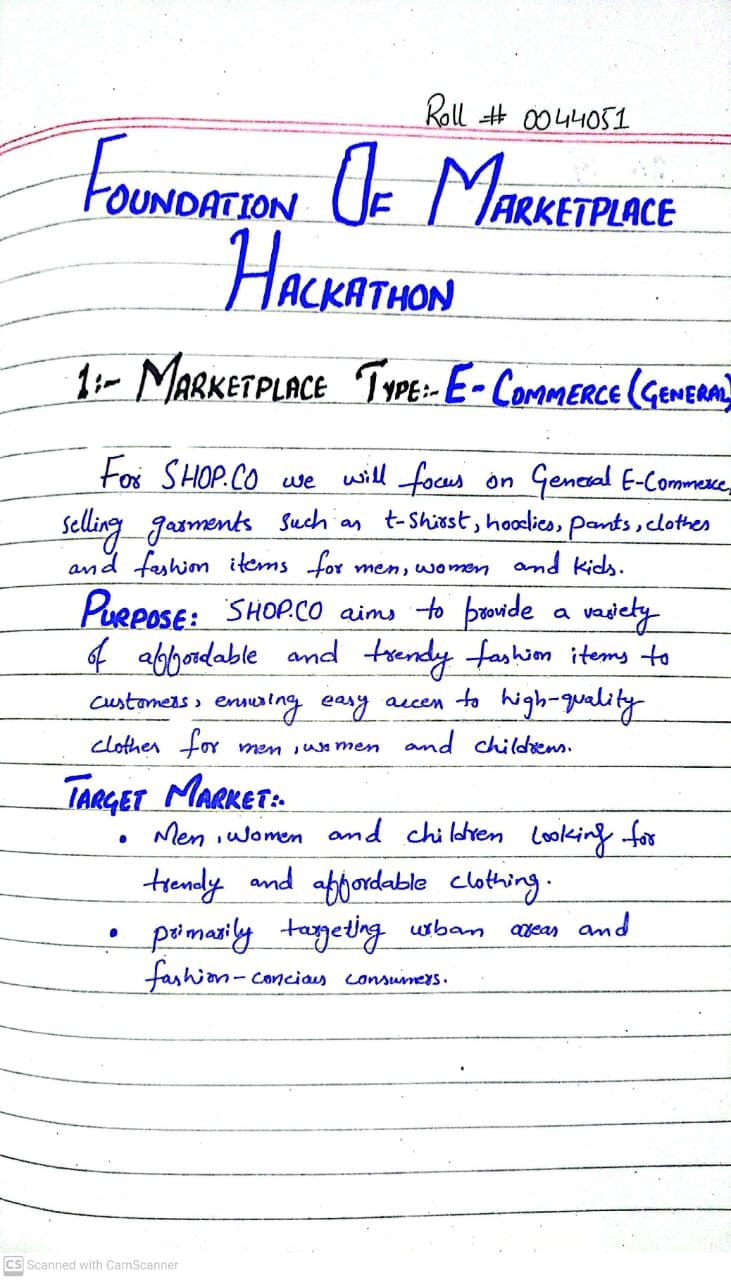 Roll # 0044051
FOUNDATION OF MARKETPLACE
HACKATHON
1:- MARKETPLACE TYPE:- E-COMMERCE (GENERAL)
For SHOP.CO we will focus on General E-Commerce,
selling garments such as t-shirst, hoodies, pants, clothes
and fashion items for men, women and kids.
PURPOSE: SHOP.CO aims to provide a variety
of affordable and trendy fashion items to
customers, ensuring easy access to high-quality
clothes for men, women and childrens.
TARGET MARKET:-
• Men, women and children looking for
trendy and affordable clothing.
• primarily targeting urban areas and
fashion-concious consumers.
CS Scanned with CamScanner